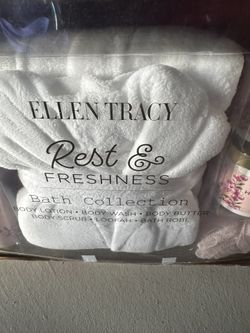 ELLEN TRACY
Rest &
FRESHNESS
Bath Collection
BODY LOTION • BODY WASH • BODY BUTTER
BODY SCRUB • LOOFAH • BATH ROBE